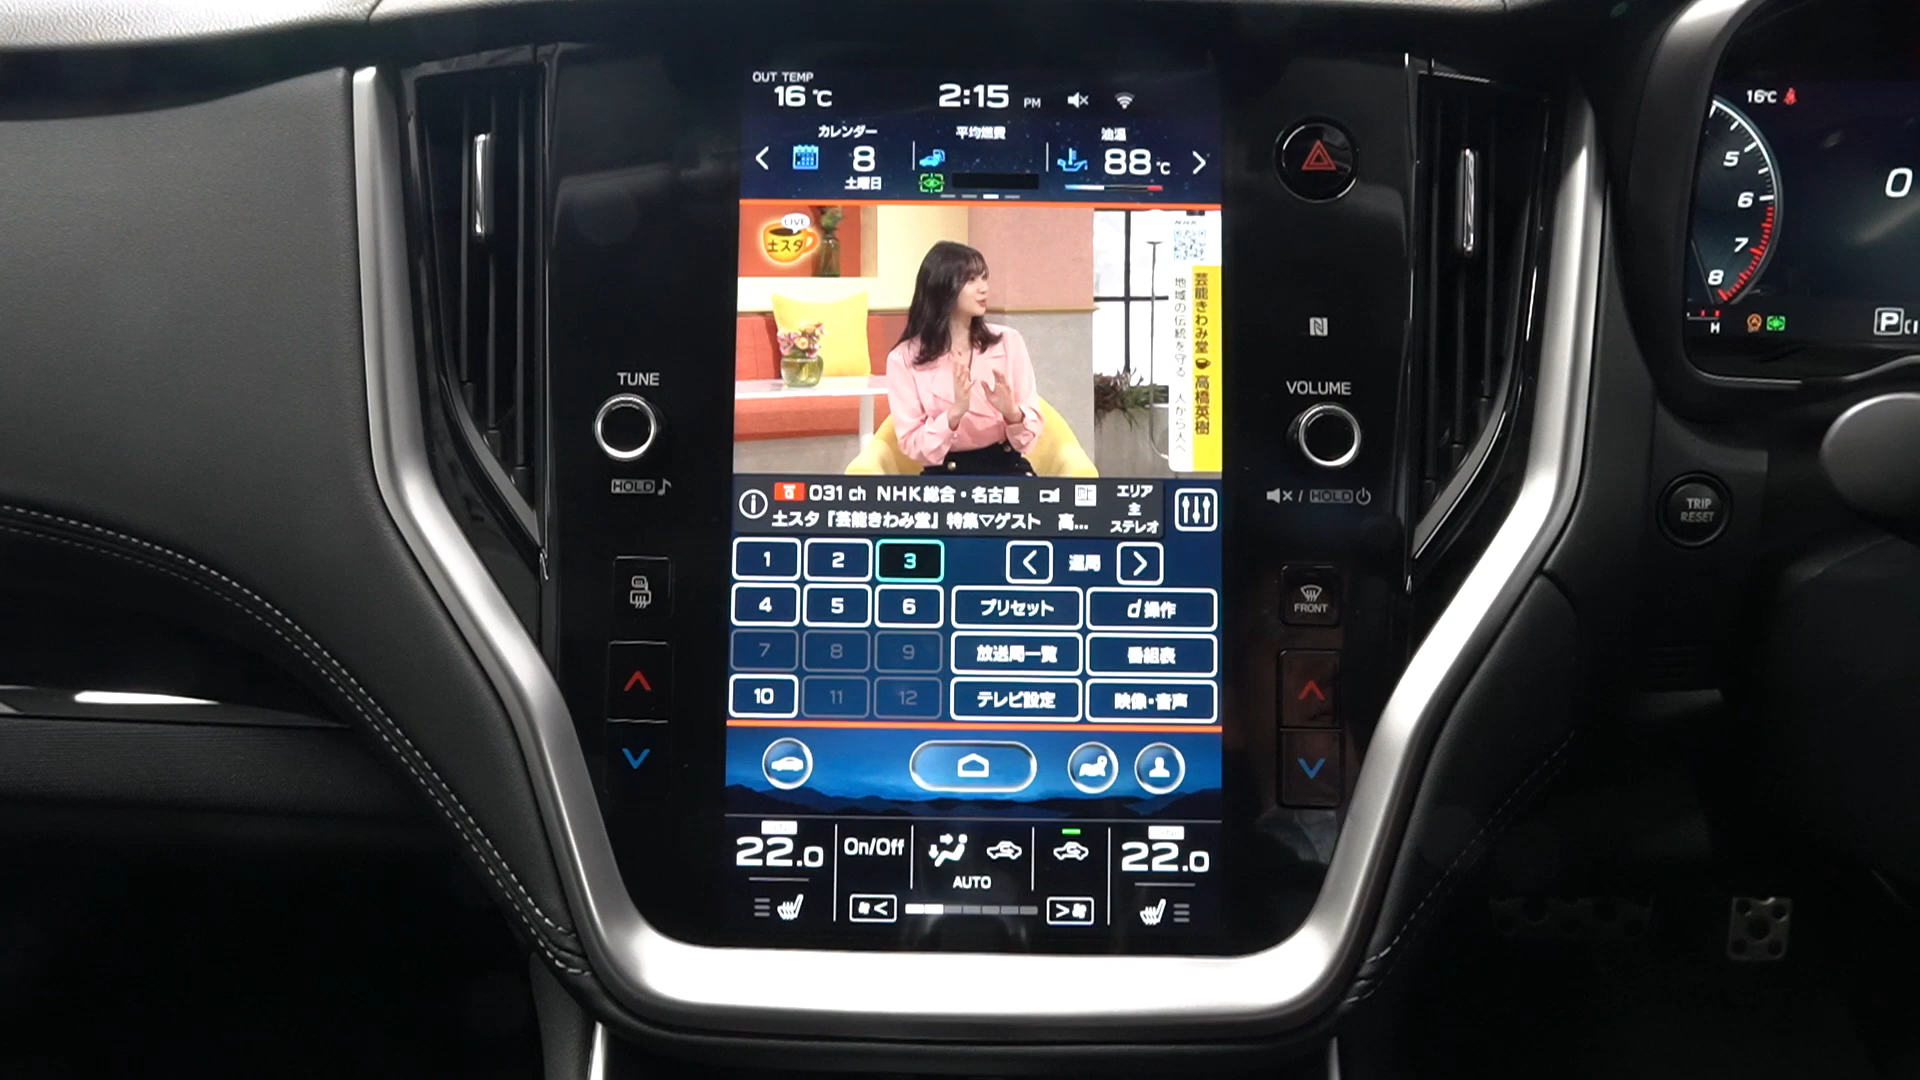 OUT TEMP
16℃
2:15 PM
カレンダー
8
土曜日
平均燃費
油温
88℃
LIVE
土スタ
芸能きわみ堂 高橋英樹
地域の伝統を守る 人から人へ
031 ch NHK総合・名古屋
土スタ「芸能きわみ堂」特集▽ゲスト 高...
エリア
主
ステレオ
1 2 3 選局
4 5 6 プリセット d操作
7 8 9 放送局一覧 番組表
10 11 12 テレビ設定 映像・音声
22.0
On/Off
AUTO
22.0
TUNE
HOLD
VOLUME
/ HOLD
FRONT
TRIP
RESET
16℃
5
6
7
8
H
0
P